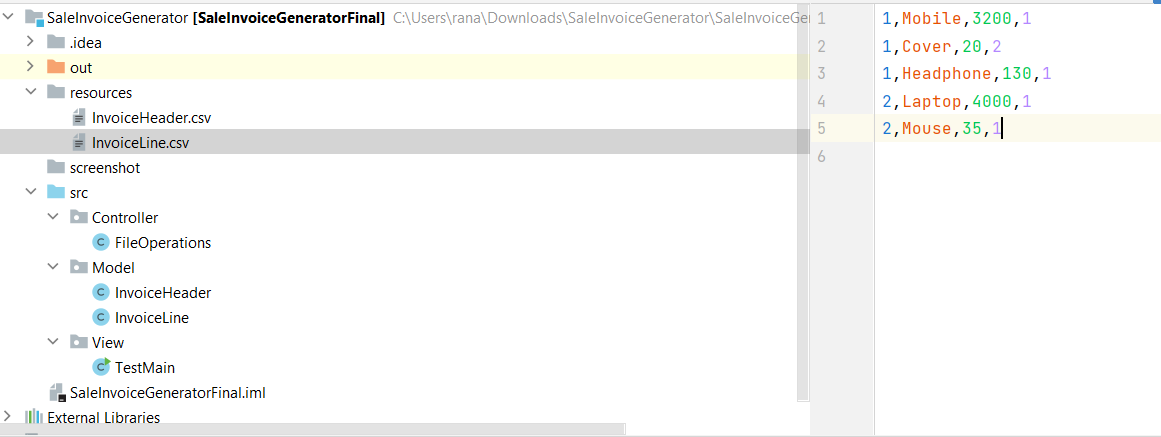 SaleInvoiceGenerator [SaleInvoiceGeneratorFinal] C:\Users\rana\Downloads\SaleInvoiceGenerator\SaleInvoiceGer
.idea
out
resources
InvoiceHeader.csv
InvoiceLine.csv
screenshot
src
Controller
FileOperations
Model
InvoiceHeader
InvoiceLine
View
TestMain
SaleInvoiceGeneratorFinal.iml
External Libraries
1 1,Mobile,3200,1
2 1,Cover,20,2
3 1,Headphone,130,1
4 2,Laptop,4000,1
5 2,Mouse,35,1
6